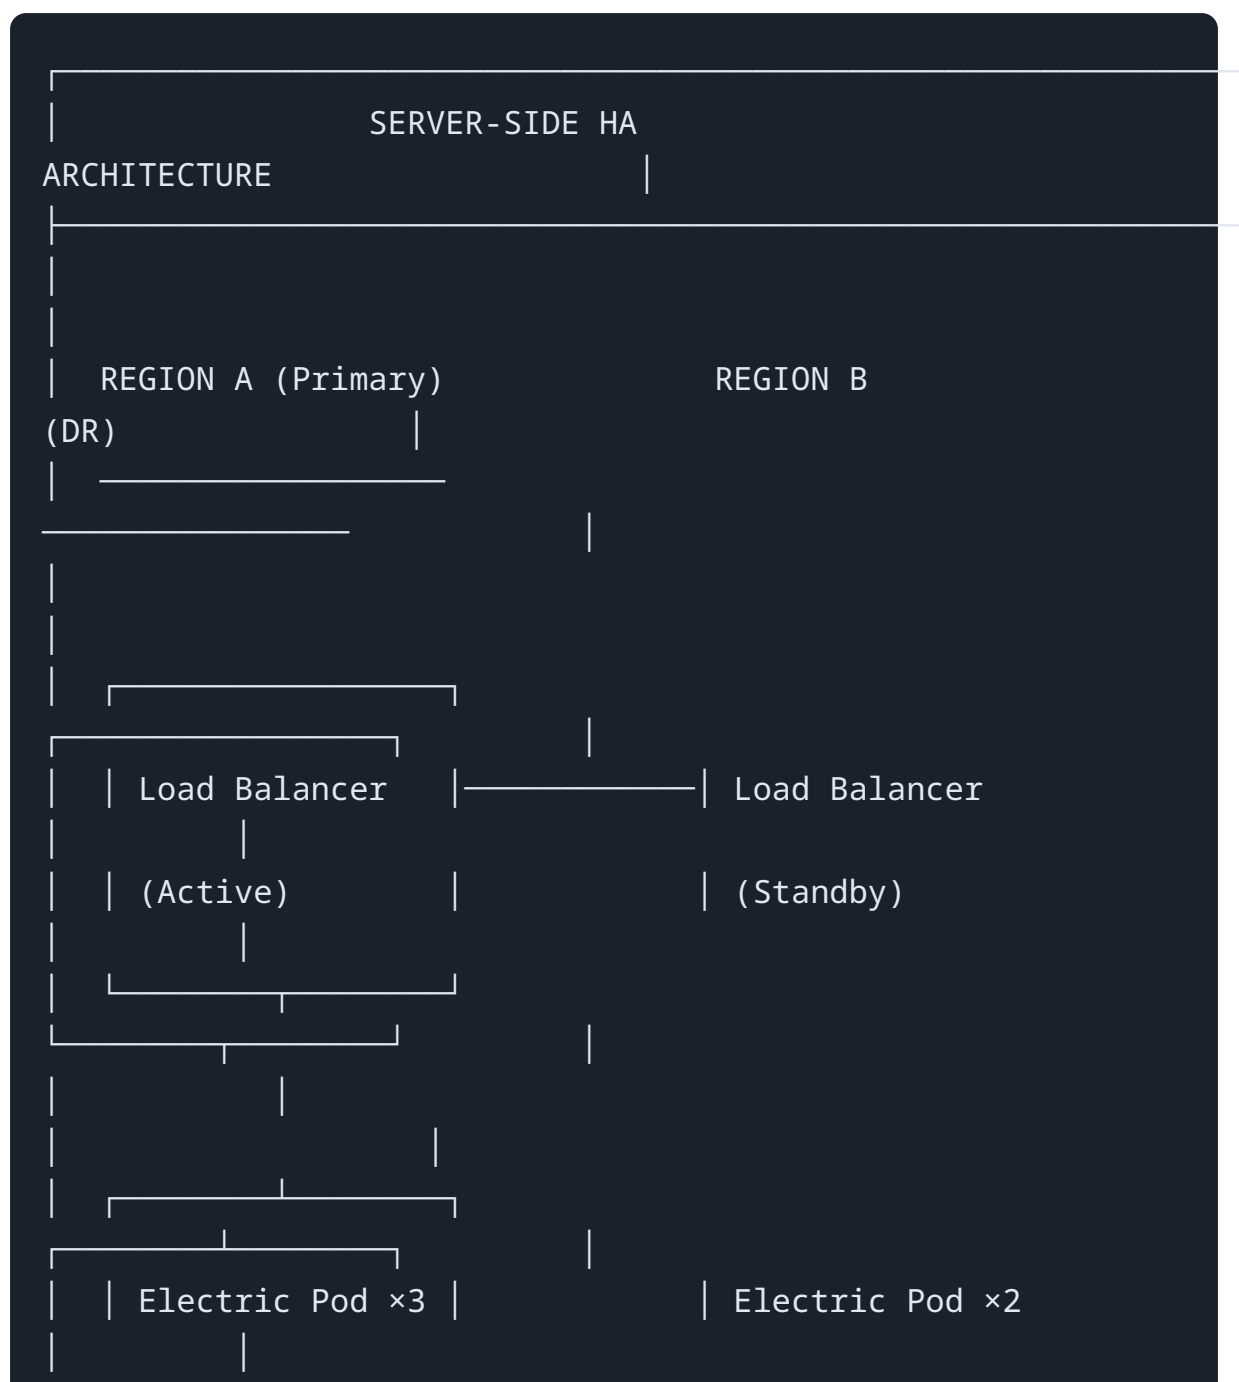 SERVER-SIDE HA
ARCHITECTURE
REGION A (Primary) REGION B
(DR)
Load Balancer Load Balancer
(Active) (Standby)
Electric Pod ×3 Electric Pod ×2